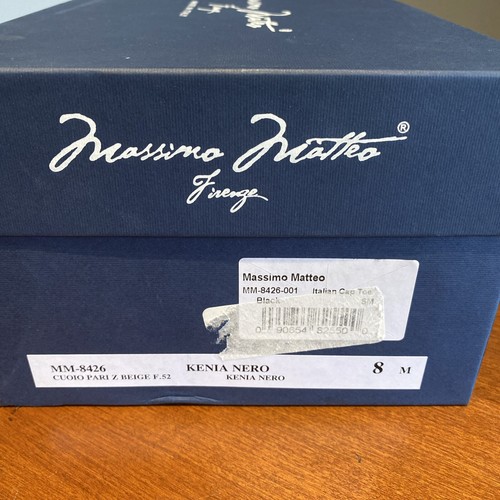 Massimo Matteo ®
Firenze
Massimo Matteo
MM-8426-001 Italian Cap Toe
Black 8M
MM-8426 KENIA NERO 8 M
CUOIO PARI Z BEIGE F.52 KENIA NERO